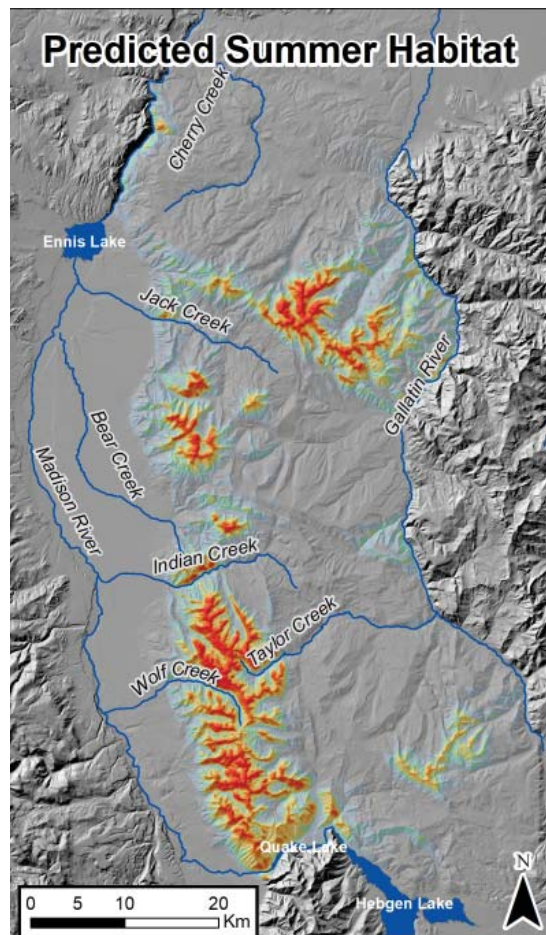 Predicted Summer Habitat
Cherry Creek
Ennis Lake
Jack Creek
Gallatin River
Bear Creek
Madison River
Indian Creek
Taylor Creek
Wolf Creek
Quake Lake
Hebgen Lake
N
0 5 10 20
Km